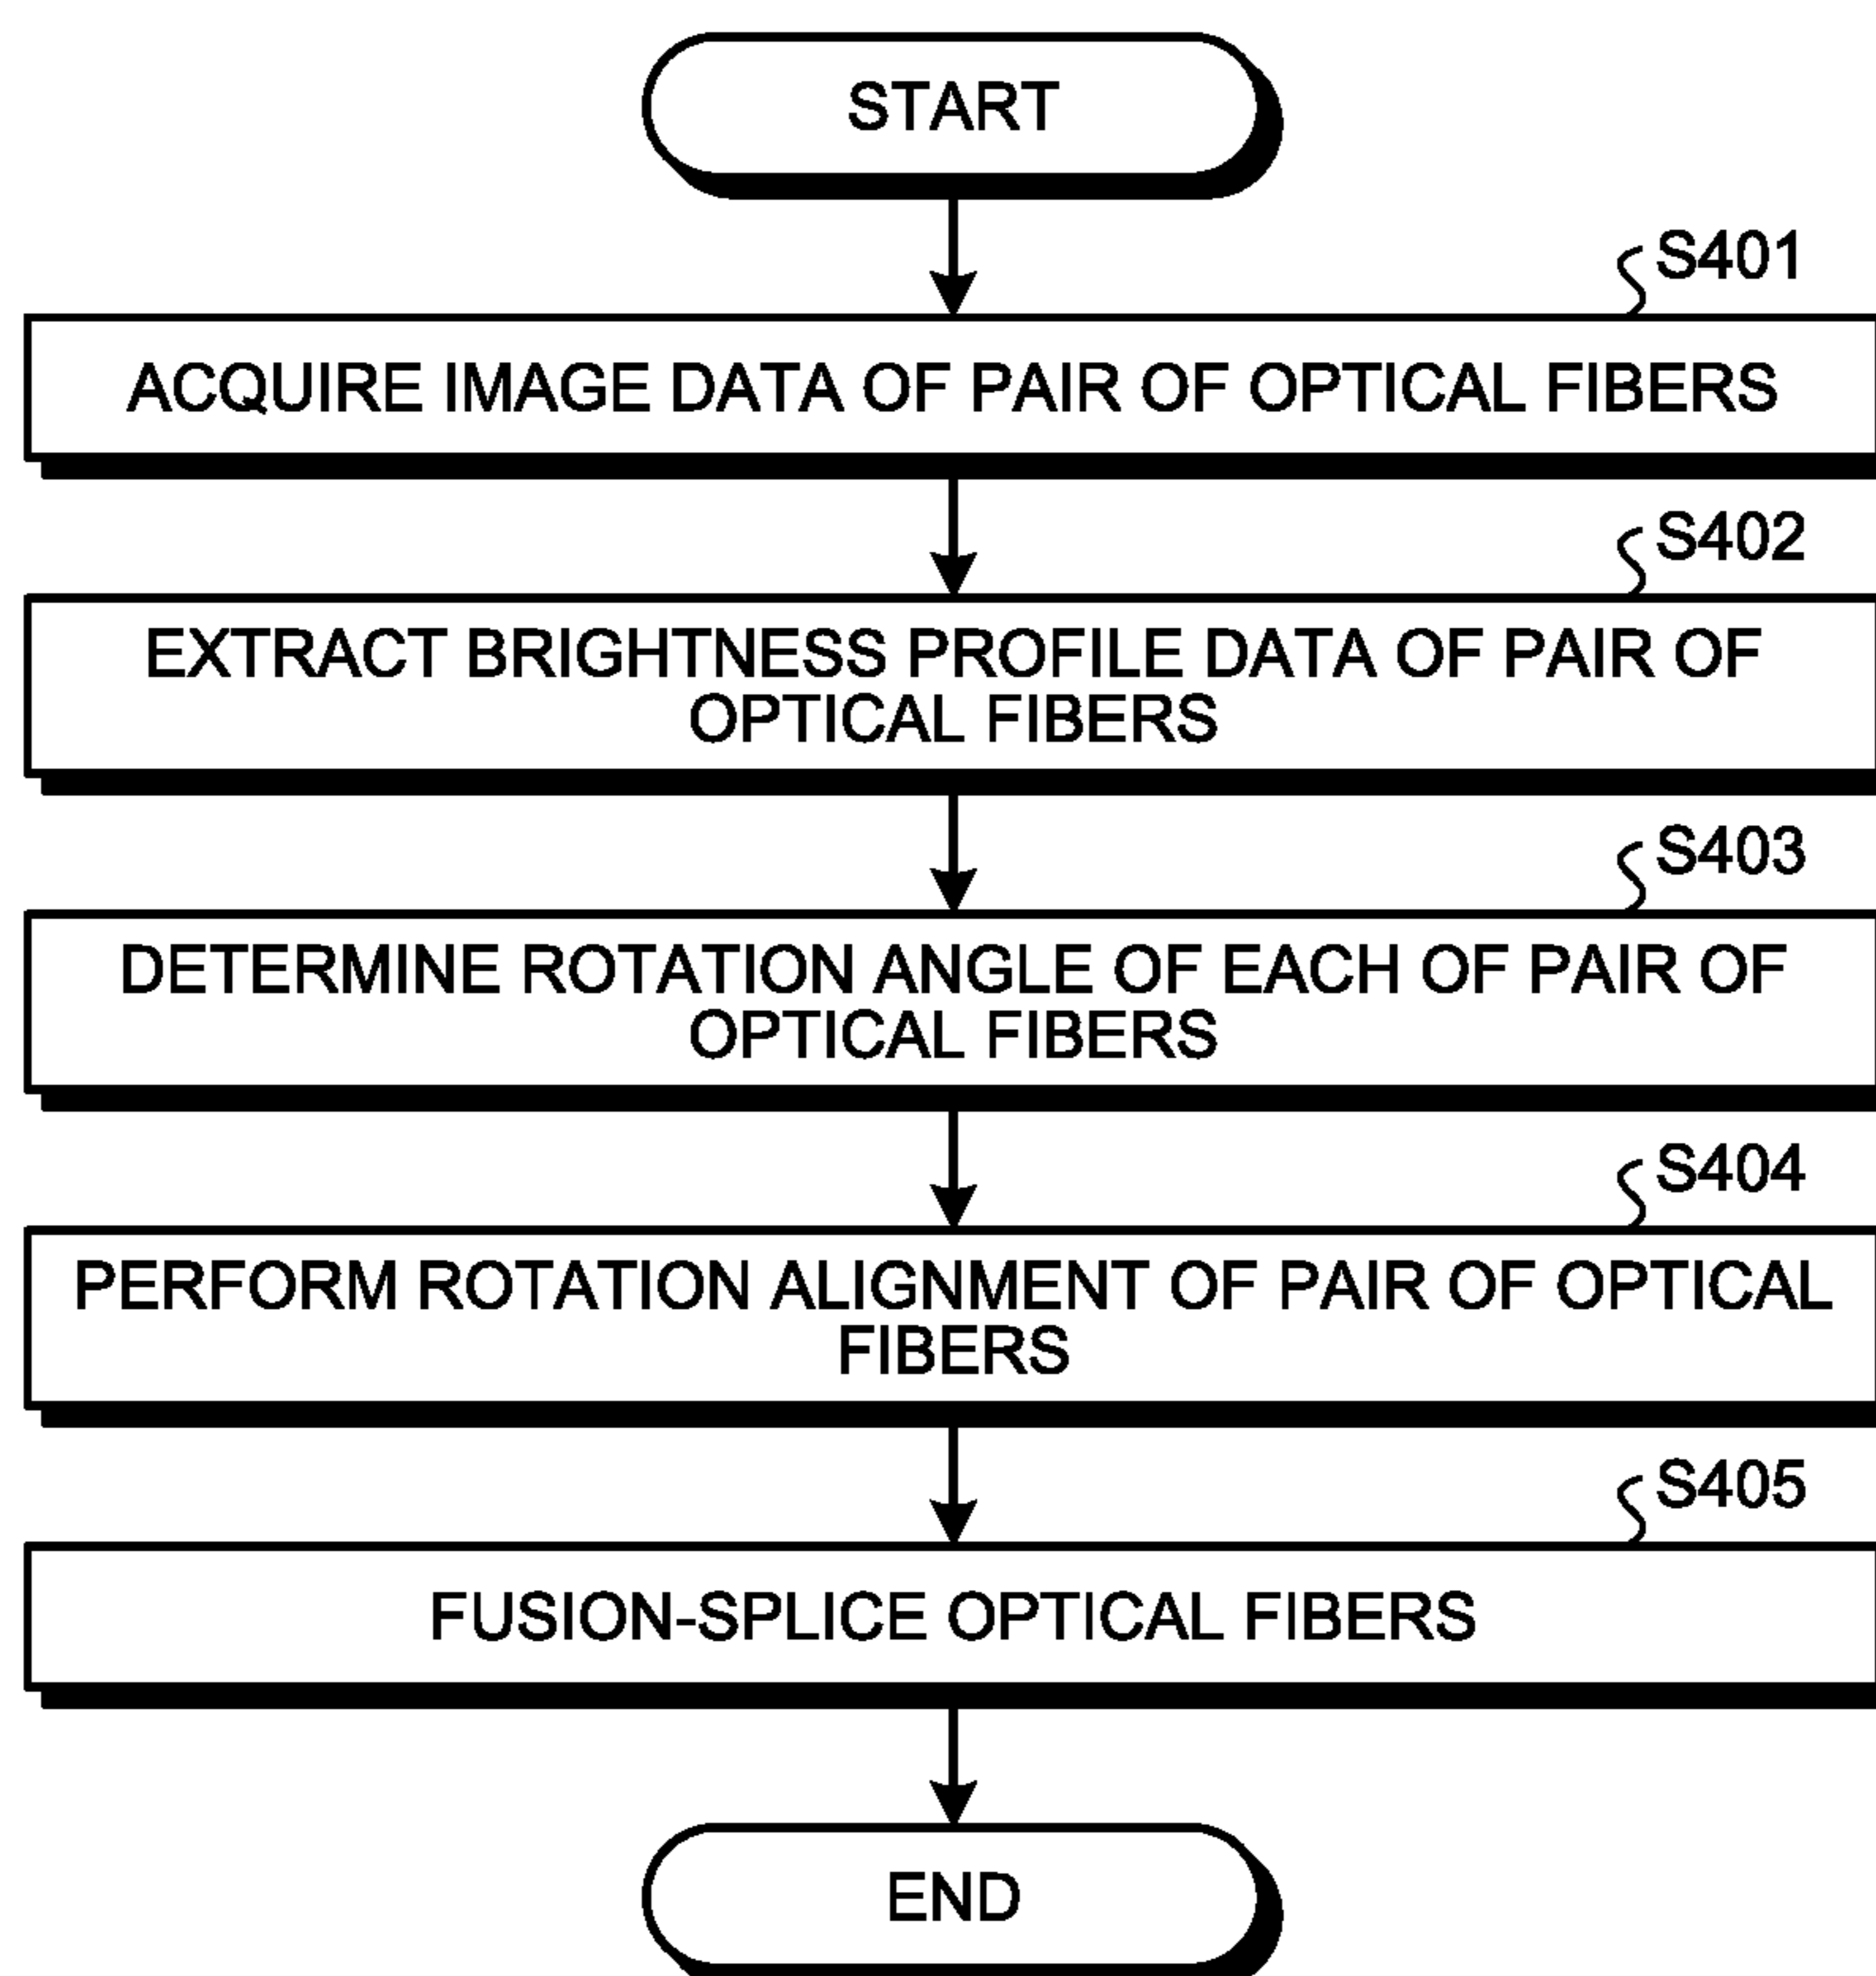 START
S401
ACQUIRE IMAGE DATA OF PAIR OF OPTICAL FIBERS
S402
EXTRACT BRIGHTNESS PROFILE DATA OF PAIR OF
OPTICAL FIBERS
S403
DETERMINE ROTATION ANGLE OF EACH OF PAIR OF
OPTICAL FIBERS
S404
PERFORM ROTATION ALIGNMENT OF PAIR OF OPTICAL
FIBERS
S405
FUSION-SPLICE OPTICAL FIBERS
END